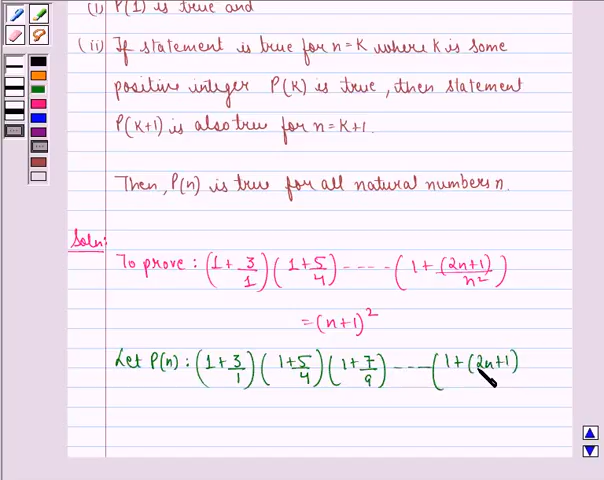 (i) P(1) is true and
(ii) If statement is true for n=K where K is some
positive integer P(K) is true, then statement
P(K+1) is also true for n=K+1.
Then, P(n) is true for all natural numbers n.
Soln:
To prove: (1+3/1)(1+5/4)-----(1+(2n+1)/n²)
=(n+1)²
Let P(n): (1+3/1)(1+5/4)(1+7/9)-----(1+(2n+1)